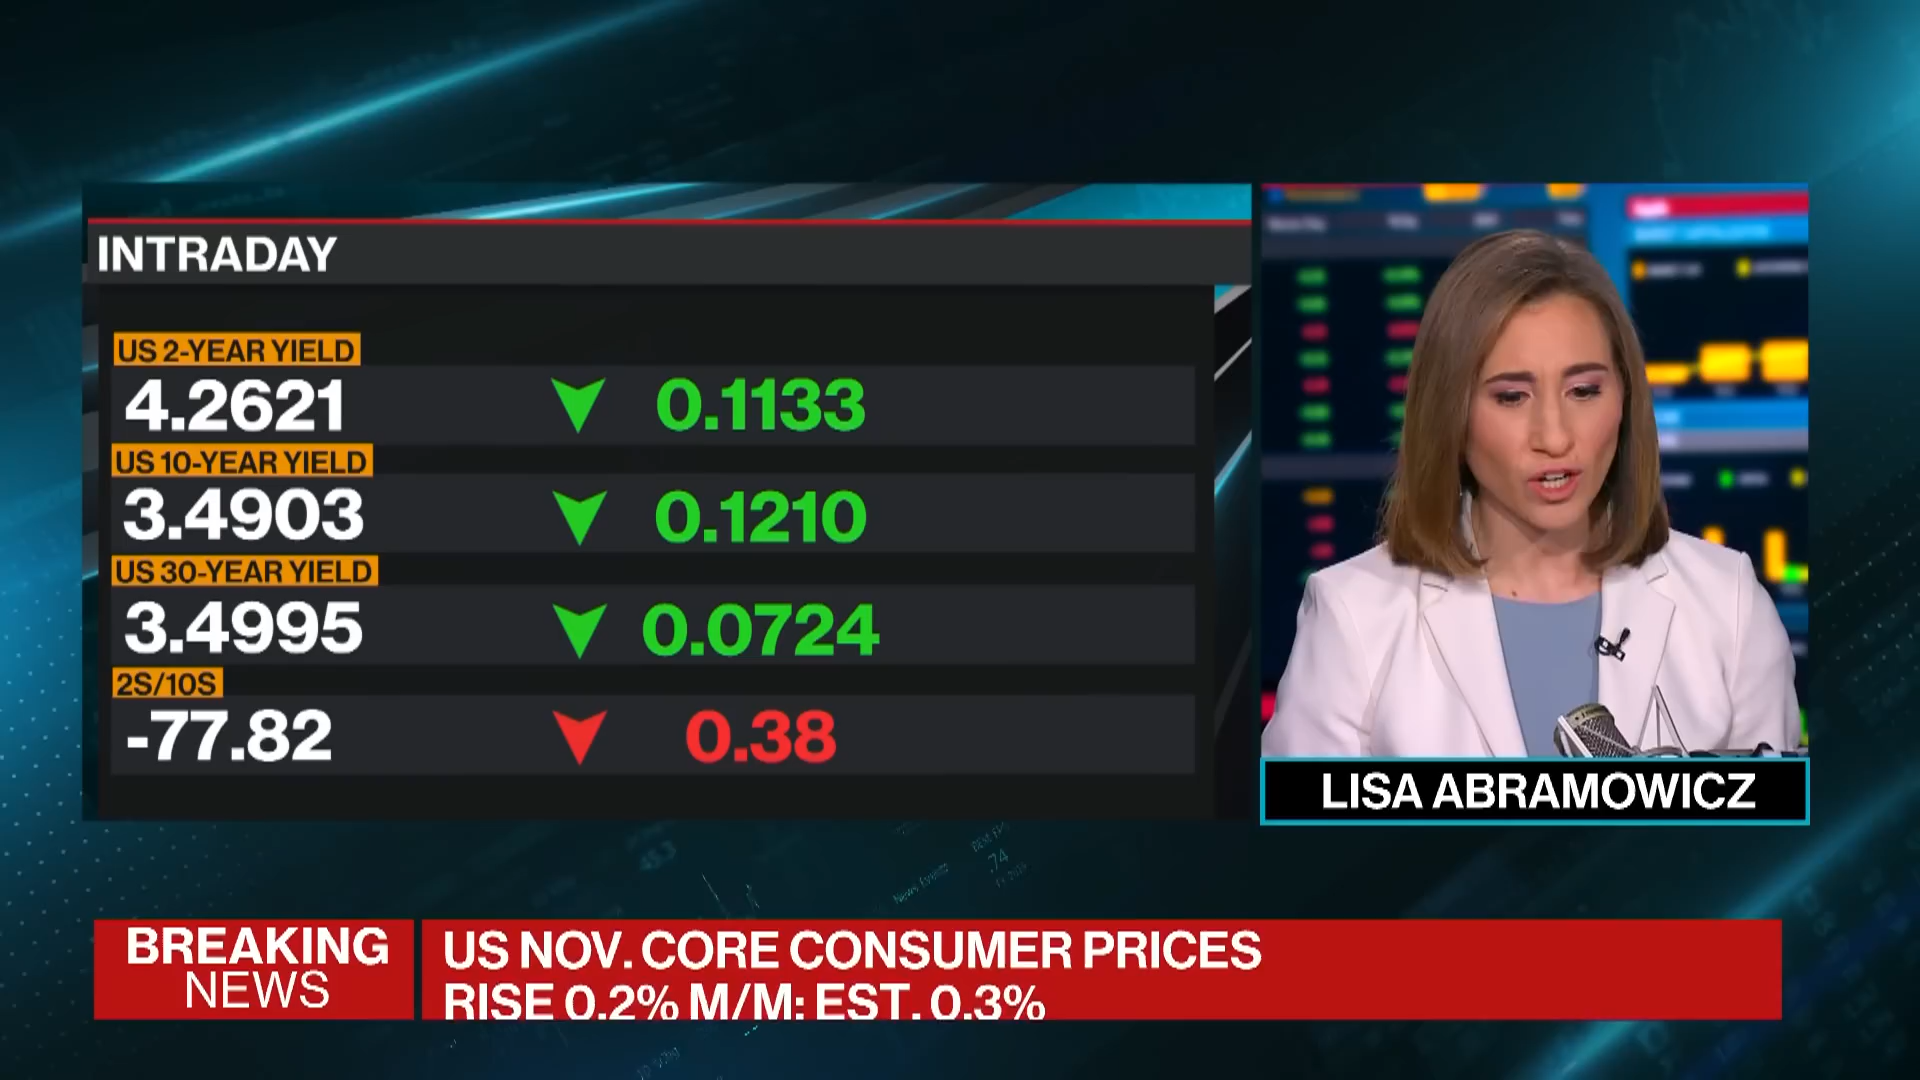 INTRADAY
US 2-YEAR YIELD
4.2621 0.1133
US 10-YEAR YIELD
3.4903 0.1210
US 30-YEAR YIELD
3.4995 0.0724
2S/10S
-77.82 0.38
LISA ABRAMOWICZ
BREAKING
NEWS
US NOV. CORE CONSUMER PRICES
RISE 0.2% M/M: EST. 0.3%